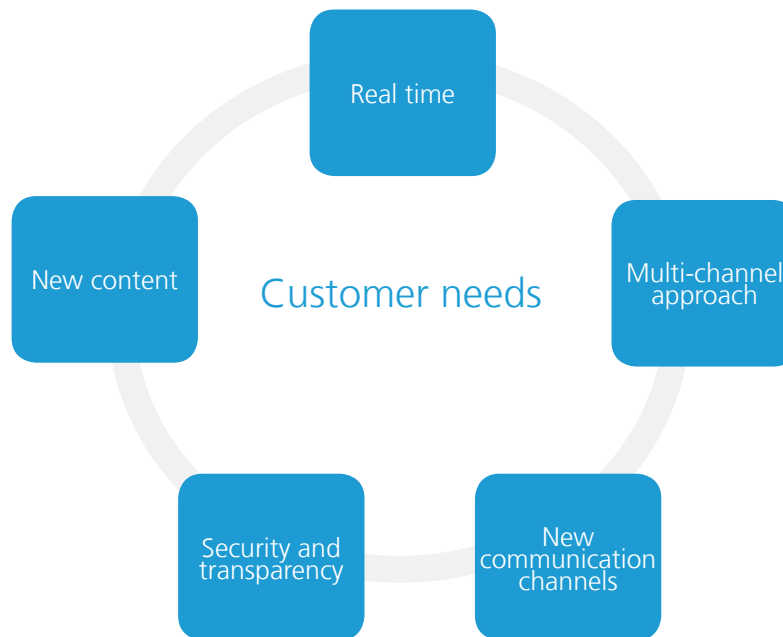 Real time
New content
Customer needs
Multi-channel
approach
Security and
transparency
New
communication
channels